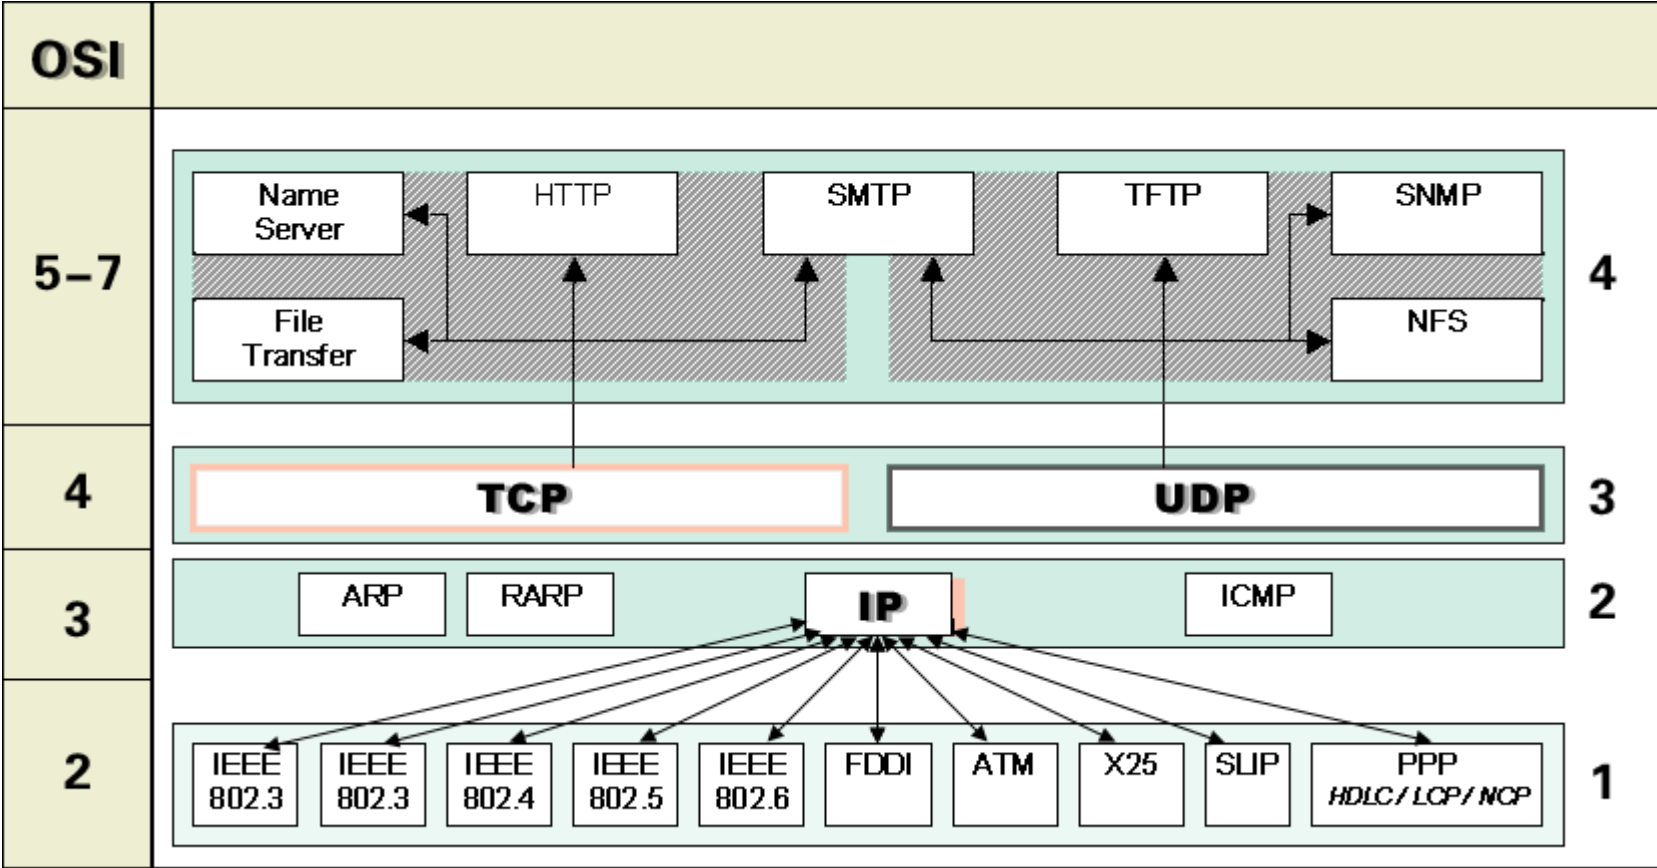 OSI
5–7
Name
Server
HTTP
SMTP
TFTP
SNMP
4
File
Transfer
NFS
4
TCP
UDP
3
3
ARP
RARP
IP
ICMP
2
2
IEEE
802.3
IEEE
802.3
IEEE
802.4
IEEE
802.5
IEEE
802.6
FDDI
ATM
X25
SLIP
PPP
HDLC / LCP / NCP
1